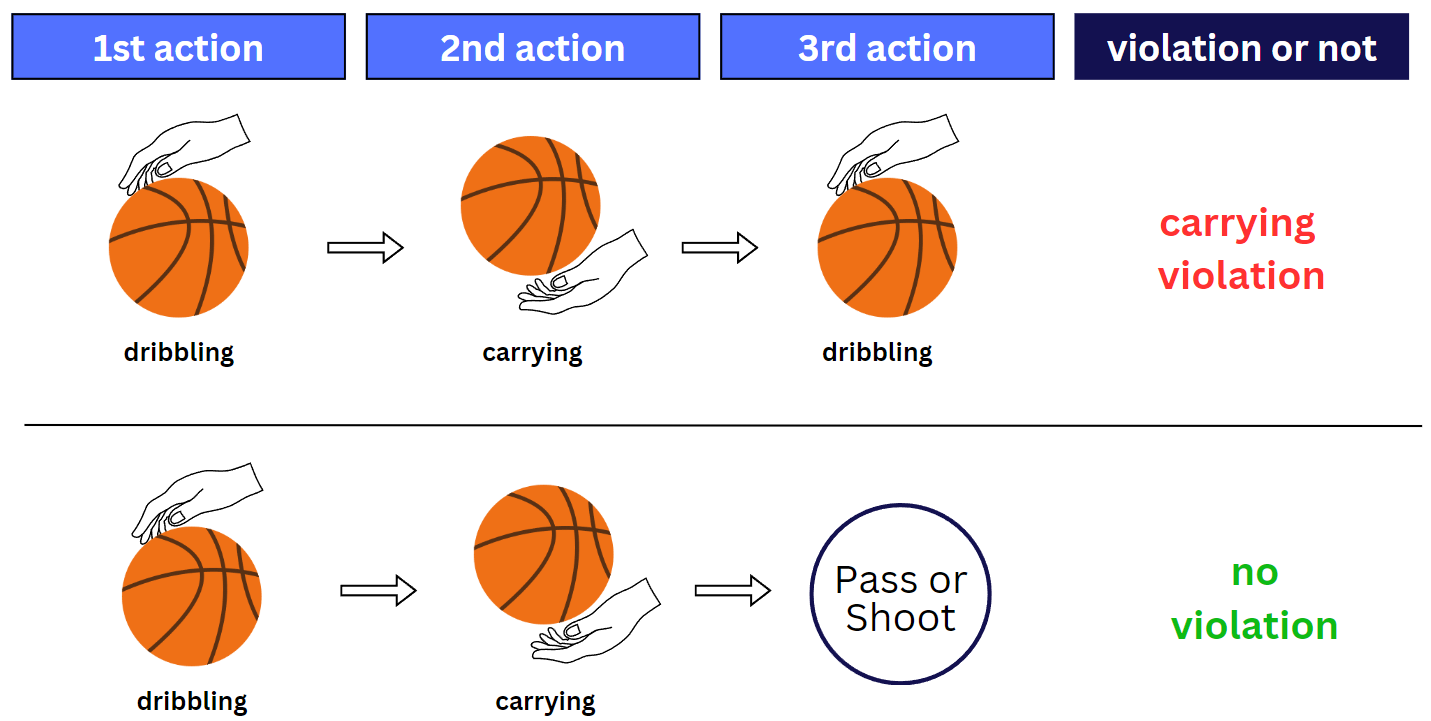 1st action
2nd action
3rd action
violation or not
dribbling
carrying
dribbling
carrying
violation
dribbling
carrying
Pass or
Shoot
no
violation